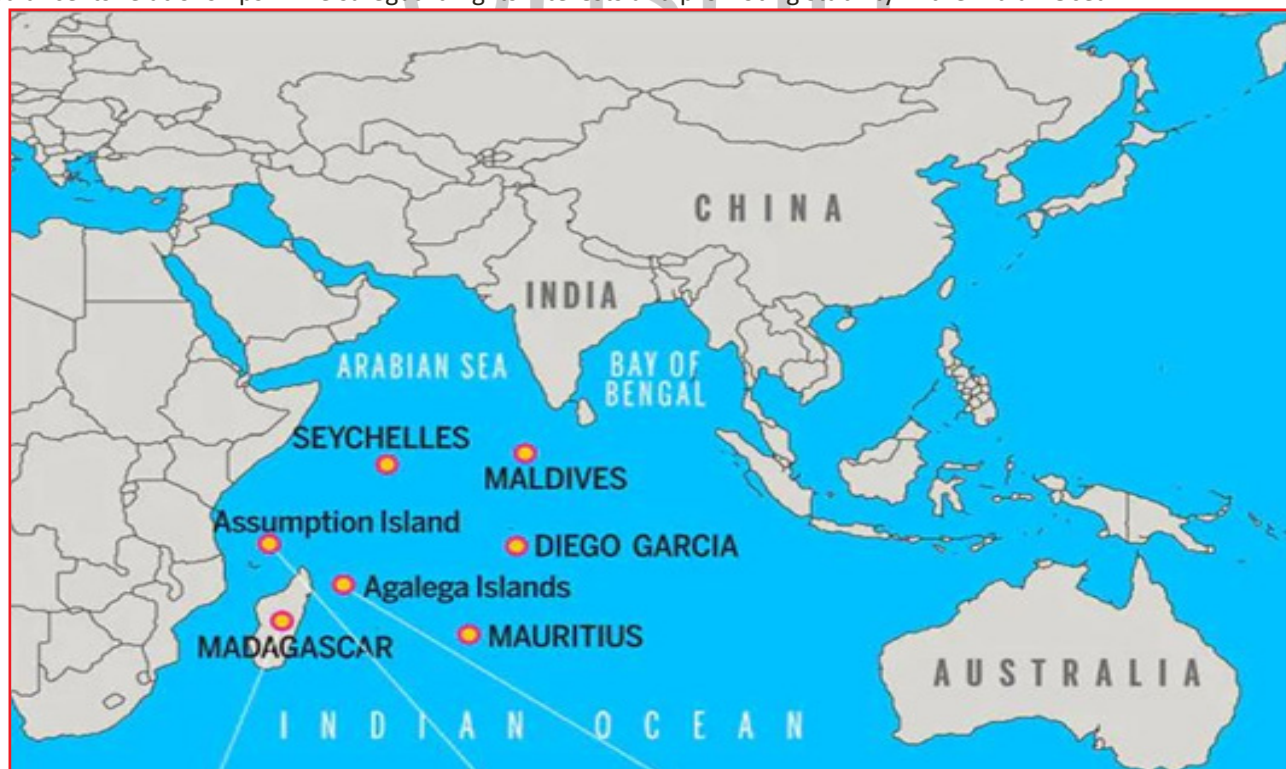 CHINA
INDIA
ARABIAN SEA
BAY OF
BENGAL
SEYCHELLES
MALDIVES
Assumption Island
DIEGO GARCIA
Agalega Islands
MAURITIUS
MADAGASCAR
AUSTRALIA
INDIAN OCEAN